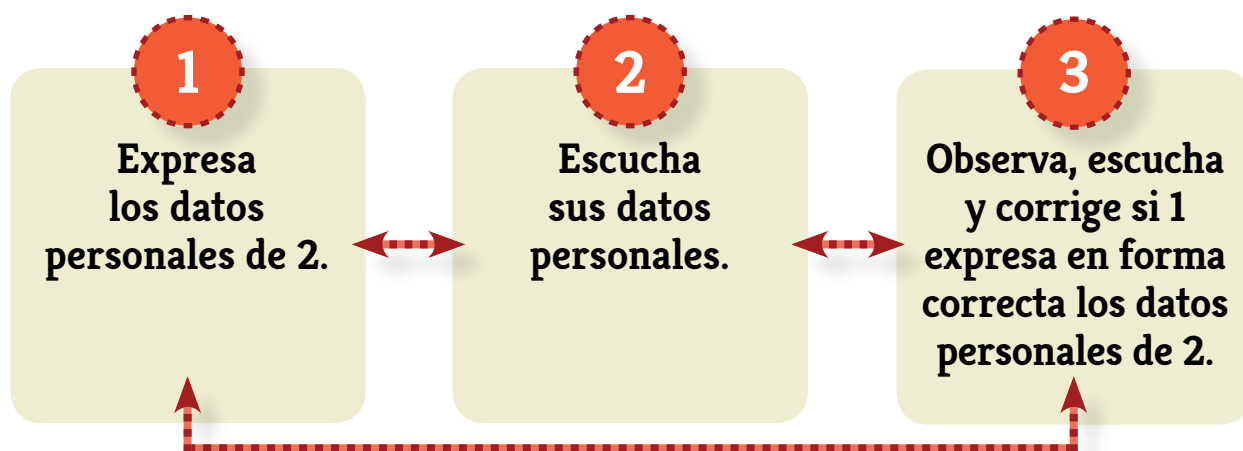 1
Expresa
los datos
personales de 2.
2
Escucha
sus datos
personales.
3
Observa, escucha
y corrige si 1
expresa en forma
correcta los datos
personales de 2.